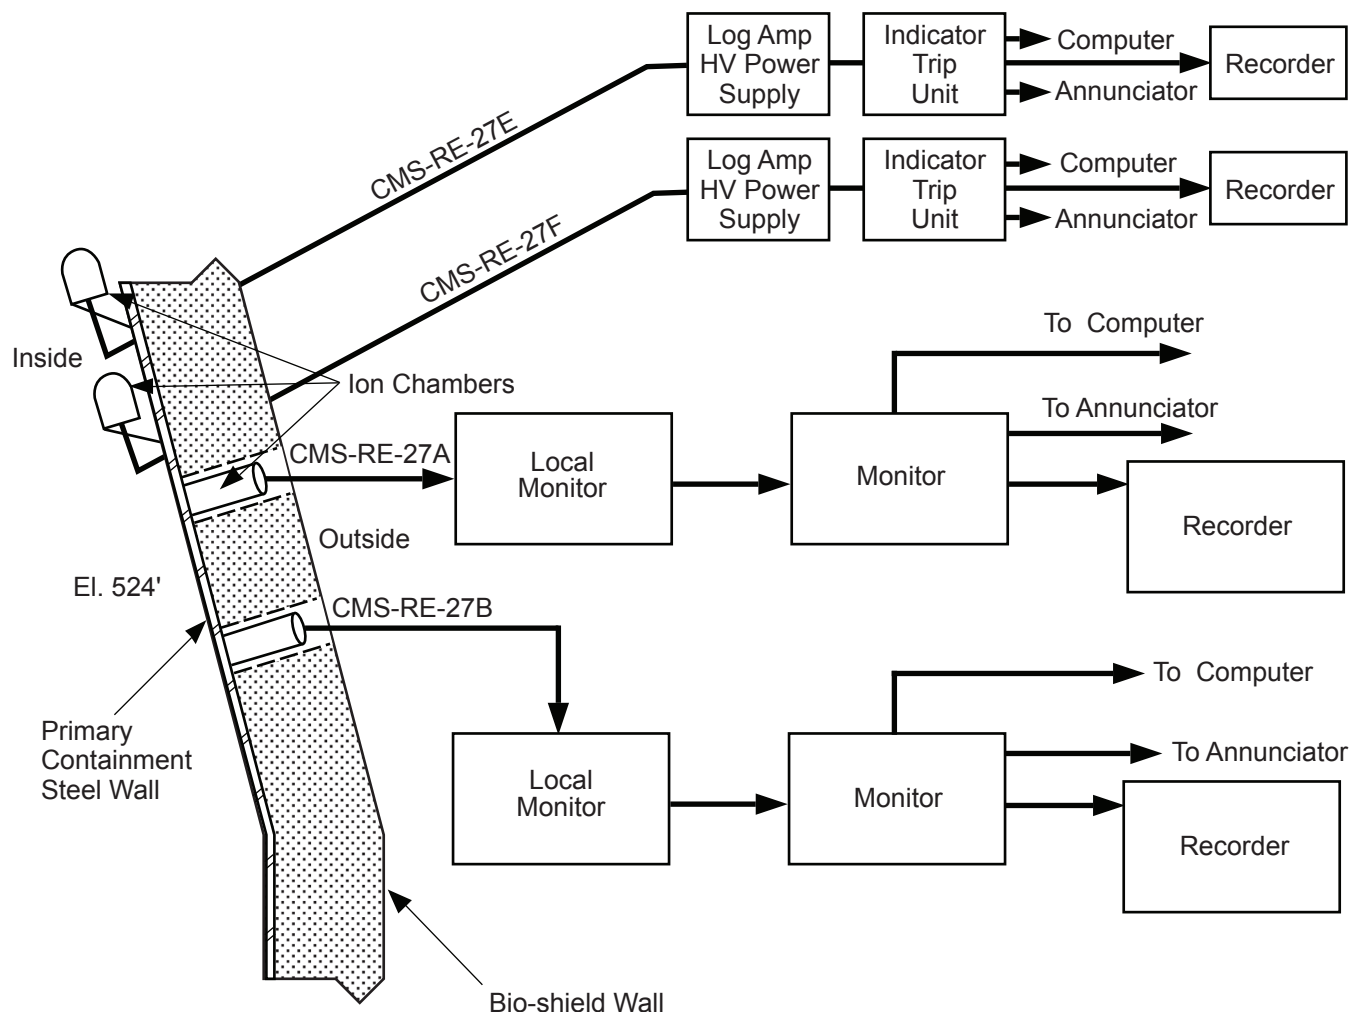 Log Amp
HV Power
Supply
Indicator
Trip
Unit
Computer
Annunciator
Recorder
CMS-RE-27E
Log Amp
HV Power
Supply
Indicator
Trip
Unit
Computer
Annunciator
Recorder
CMS-RE-27F
Inside
Ion Chambers
To Computer
To Annunciator
CMS-RE-27A
Local
Monitor
Monitor
Recorder
Outside
El. 524'
CMS-RE-27B
To Computer
To Annunciator
Local
Monitor
Monitor
Recorder
Primary
Containment
Steel Wall
Bio-shield Wall